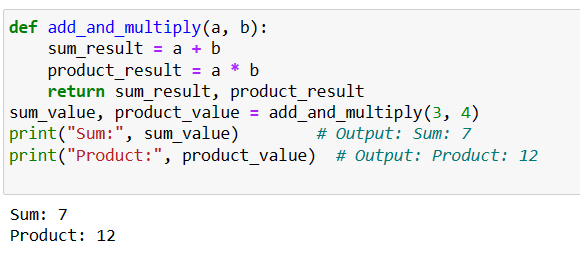 def add_and_multiply(a, b):
    sum_result = a + b
    product_result = a * b
    return sum_result, product_result
sum_value, product_value = add_and_multiply(3, 4)
print("Sum:", sum_value)        # Output: Sum: 7
print("Product:", product_value)  # Output: Product: 12
Sum: 7
Product: 12